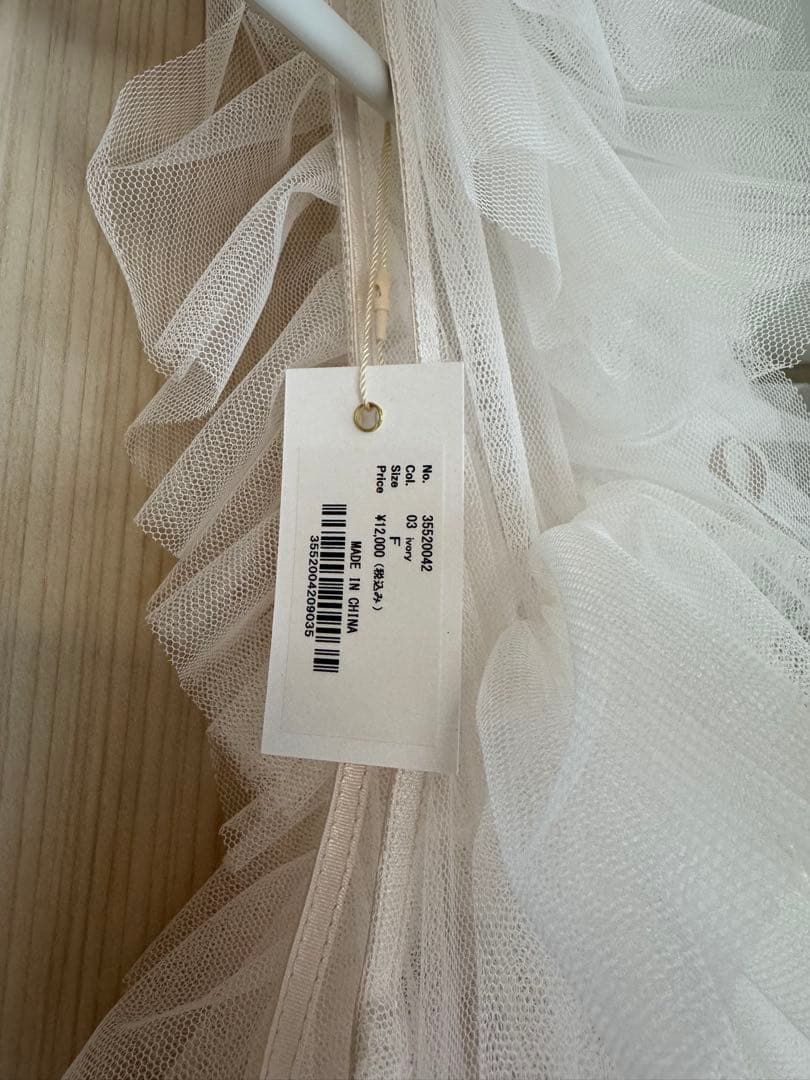 No. 35520042
Col. 03 ivory
Size F
Price ¥12,000 (税込み)
MADE IN CHINA
3552004209035